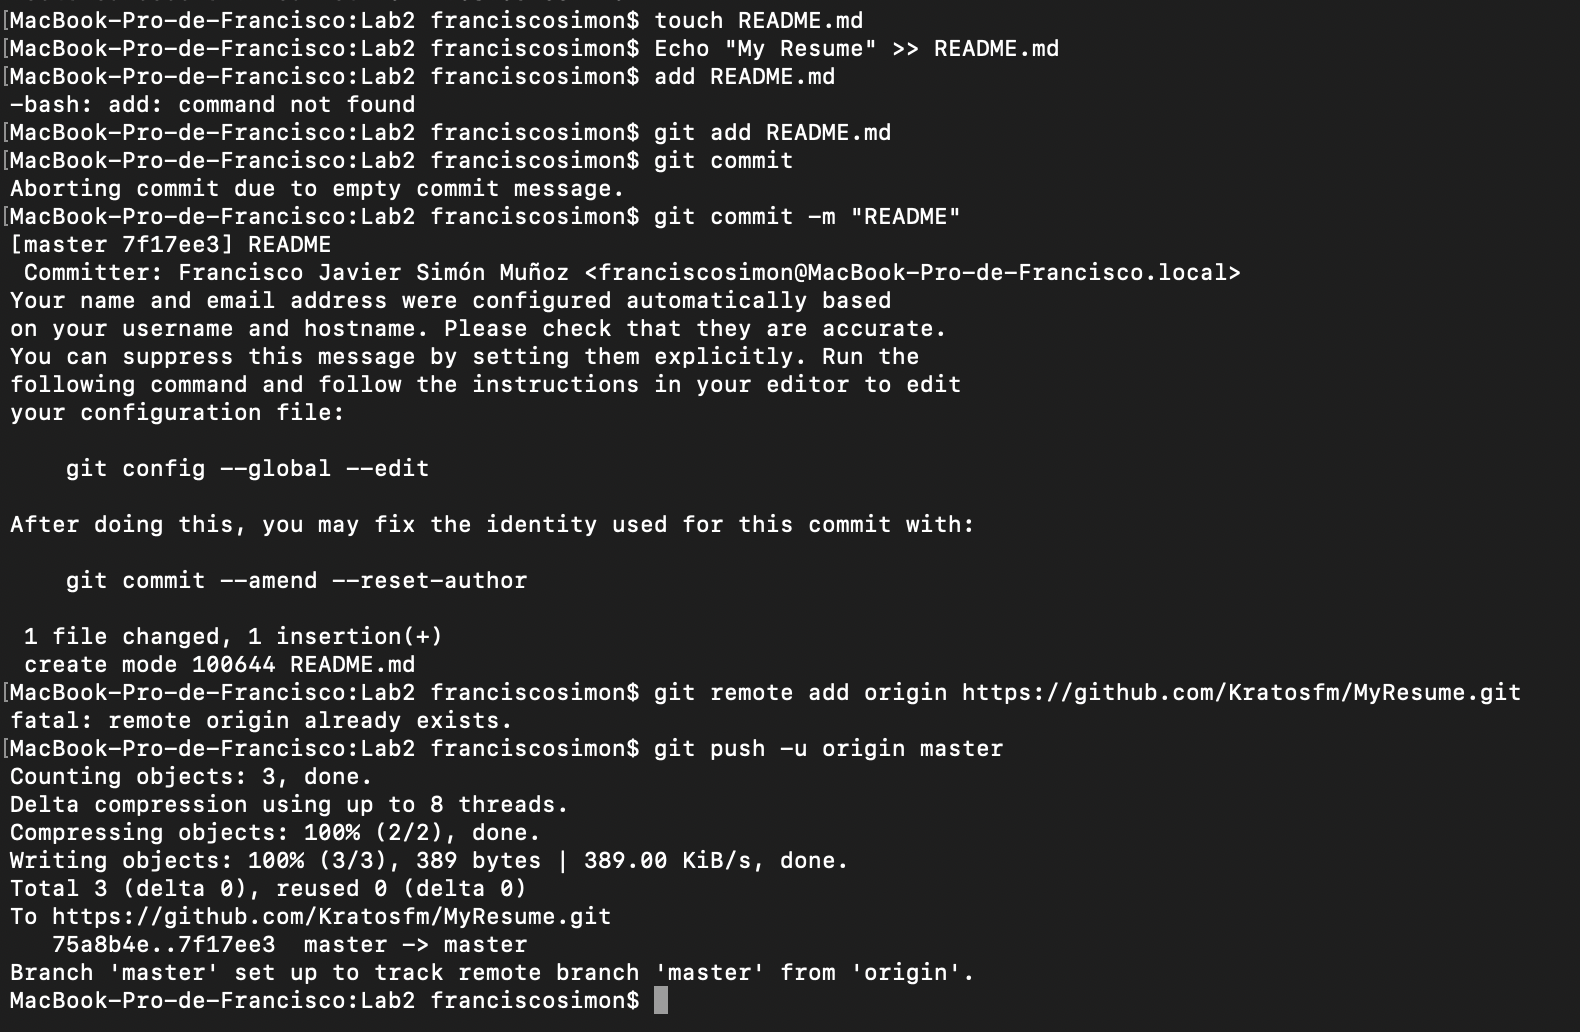 [MacBook-Pro-de-Francisco:Lab2 franciscosimon$ touch README.md
[MacBook-Pro-de-Francisco:Lab2 franciscosimon$ Echo "My Resume" >> README.md
[MacBook-Pro-de-Francisco:Lab2 franciscosimon$ add README.md
-bash: add: command not found
[MacBook-Pro-de-Francisco:Lab2 franciscosimon$ git add README.md
[MacBook-Pro-de-Francisco:Lab2 franciscosimon$ git commit
Aborting commit due to empty commit message.
[MacBook-Pro-de-Francisco:Lab2 franciscosimon$ git commit -m "README"
[master 7f17ee3] README
 Committer: Francisco Javier Simón Muñoz <franciscosimon@MacBook-Pro-de-Francisco.local>
Your name and email address were configured automatically based
on your username and hostname. Please check that they are accurate.
You can suppress this message by setting them explicitly. Run the
following command and follow the instructions in your editor to edit
your configuration file:

    git config --global --edit

After doing this, you may fix the identity used for this commit with:

    git commit --amend --reset-author

 1 file changed, 1 insertion(+)
 create mode 100644 README.md
[MacBook-Pro-de-Francisco:Lab2 franciscosimon$ git remote add origin https://github.com/Kratosfm/MyResume.git
fatal: remote origin already exists.
[MacBook-Pro-de-Francisco:Lab2 franciscosimon$ git push -u origin master
Counting objects: 3, done.
Delta compression using up to 8 threads.
Compressing objects: 100% (2/2), done.
Writing objects: 100% (3/3), 389 bytes | 389.00 KiB/s, done.
Total 3 (delta 0), reused 0 (delta 0)
To https://github.com/Kratosfm/MyResume.git
   75a8b4e..7f17ee3  master -> master
Branch 'master' set up to track remote branch 'master' from 'origin'.
MacBook-Pro-de-Francisco:Lab2 franciscosimon$